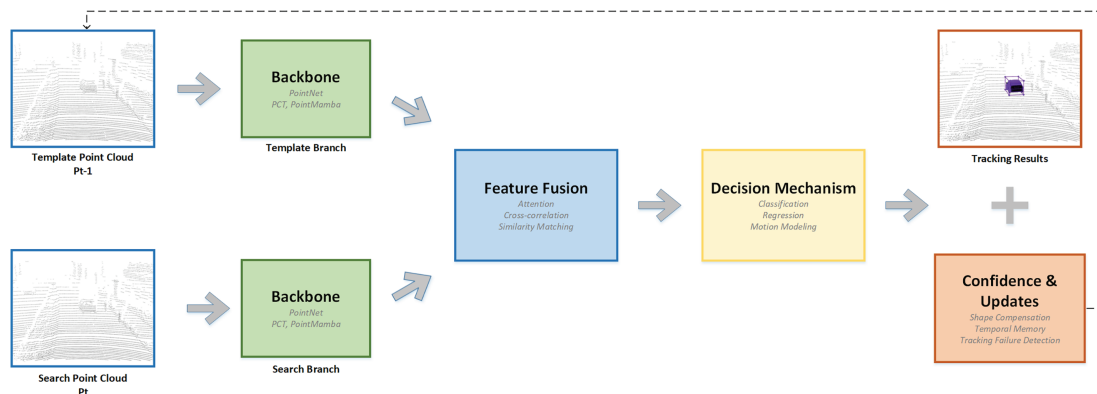 Template Point Cloud
Pt-1
Backbone
PointNet
PCT, PointMamba
Template Branch
Search Point Cloud
Pt
Backbone
PointNet
PCT, PointMamba
Search Branch
Feature Fusion
Attention
Cross-correlation
Similarity Matching
Decision Mechanism
Classification
Regression
Motion Modeling
Tracking Results
Confidence &
Updates
Shape Compensation
Temporal Memory
Tracking Failure Detection